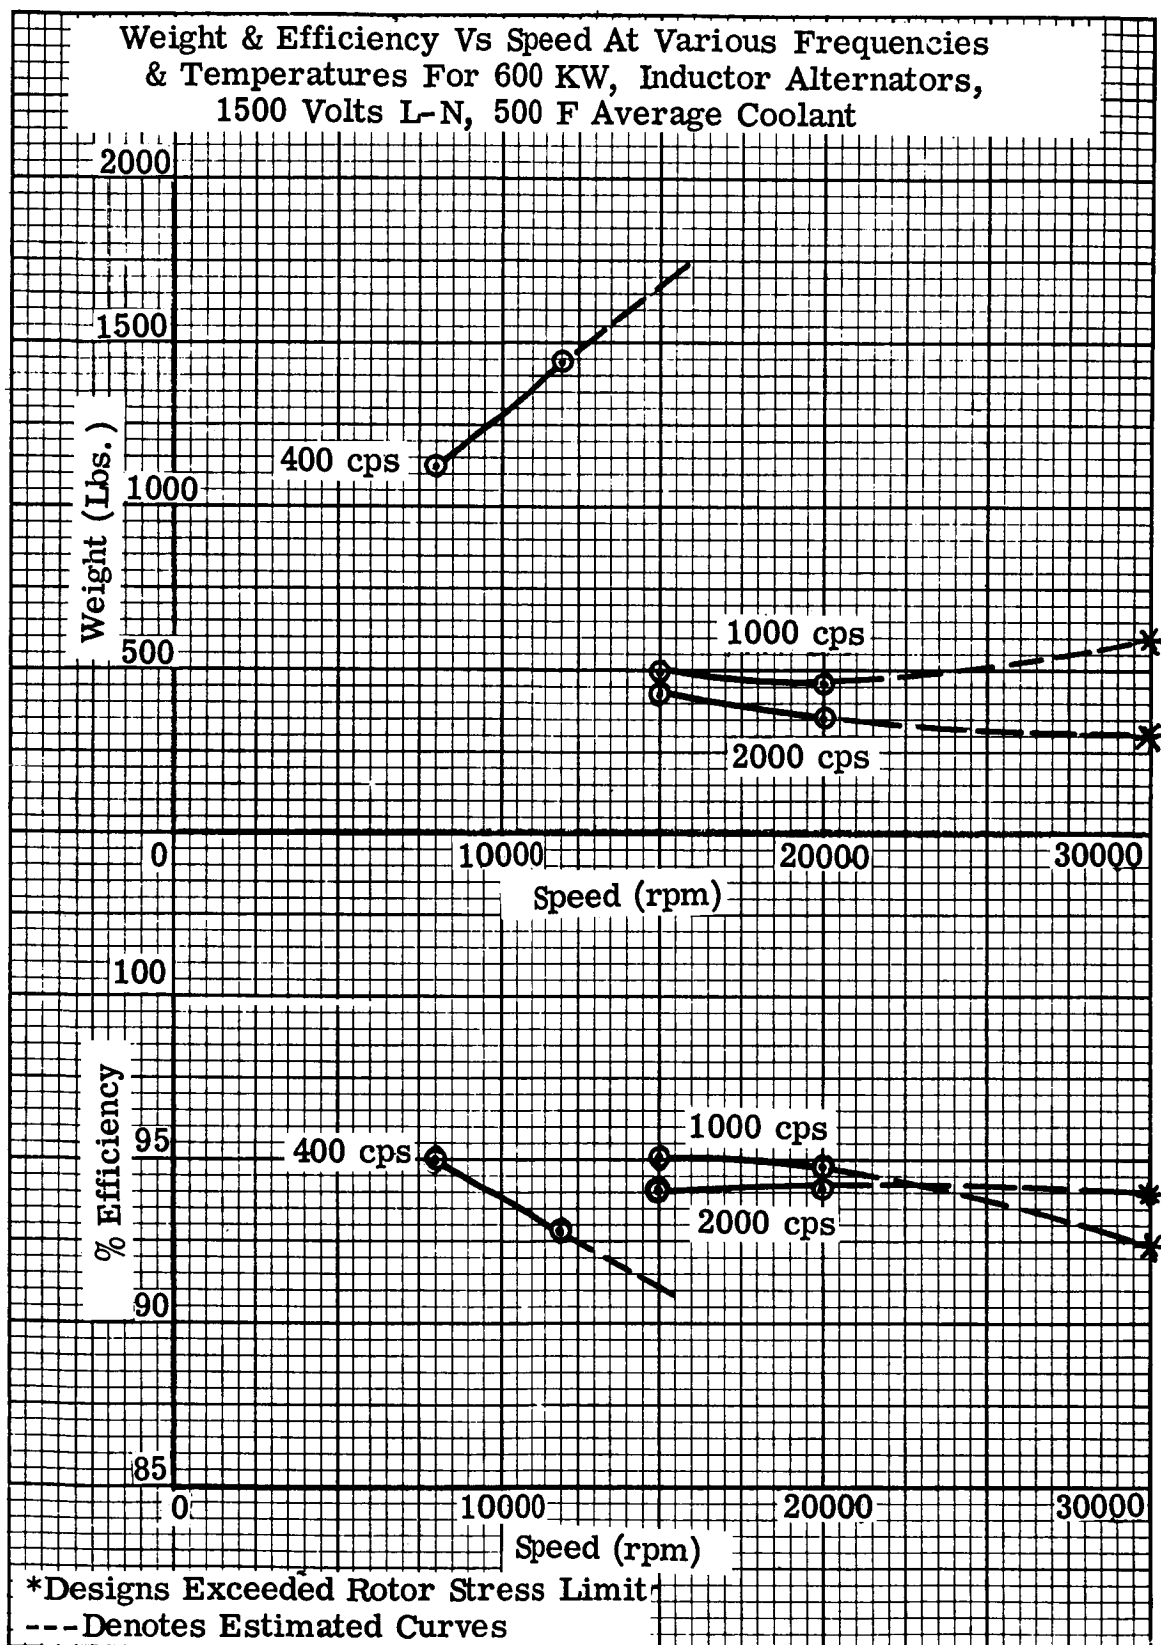 Weight & Efficiency Vs Speed At Various Frequencies
& Temperatures For 600 KW, Inductor Alternators,
1500 Volts L-N, 500 F Average Coolant
2000
1500
1000
500
Weight (Lbs.)
400 cps
1000 cps
2000 cps
0
10000
20000
30000
Speed (rpm)
100
95
90
85
% Efficiency
400 cps
1000 cps
2000 cps
0
10000
20000
30000
Speed (rpm)
*Designs Exceeded Rotor Stress Limit
---Denotes Estimated Curves